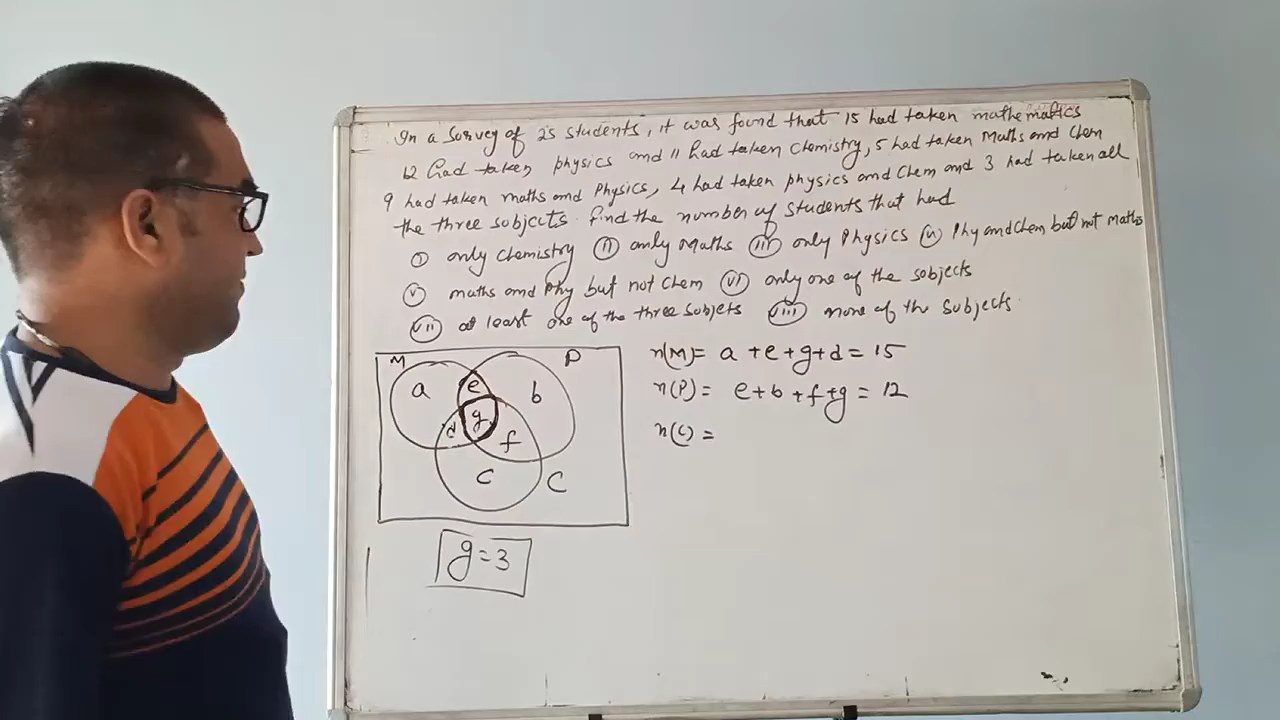 In a Sorvey of 25 students, it was found that 15 had taken mathematics
12 had taken physics and 11 had taken Chemistry, 5 had taken Maths and Chem
9 had taken maths and Physics, 4 had taken physics and Chem and 3 had taken all
the three subjects. Find the number of students that had
(i) only Chemistry (ii) only Maths (iii) only Physics (iv) Phy and Chem but not maths
(v) maths and Phy but not Chem (vi) only one of the sobjects
(vii) at least one of the three Subjets (viii) none of the Subjects.
M P
a e b
d g f
c C
g=3
n(M)= a+e+g+d=15
n(P)= e+b+f+g=12
n(C)=